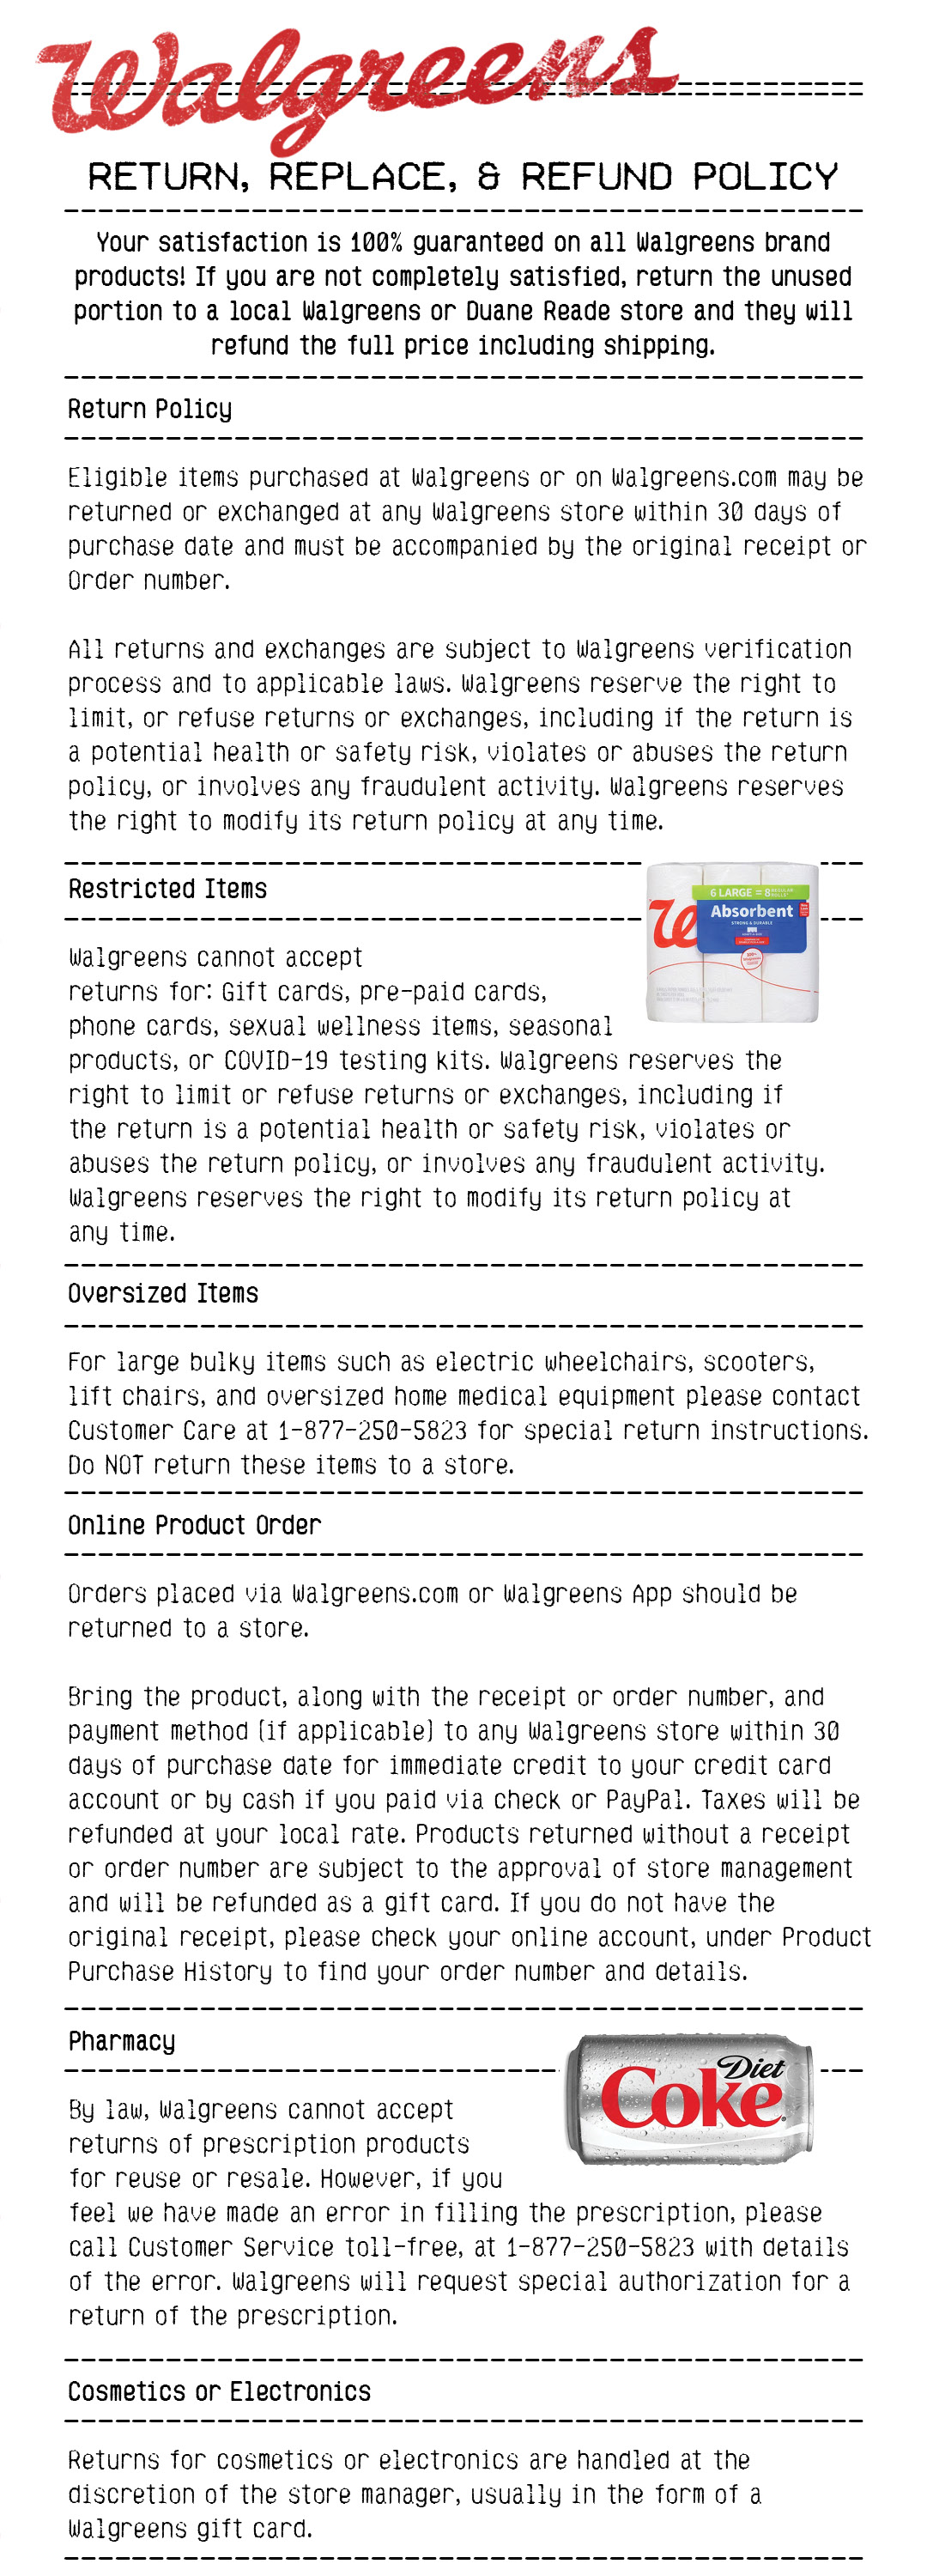 Walgreens
RETURN, REPLACE, & REFUND POLICY
Your satisfaction is 100% guaranteed on all Walgreens brand
products! If you are not completely satisfied, return the unused
portion to a local Walgreens or Duane Reade store and they will
refund the full price including shipping.
Return Policy
Eligible items purchased at Walgreens or on Walgreens.com may be
returned or exchanged at any Walgreens store within 30 days of
purchase date and must be accompanied by the original receipt or
Order number.
All returns and exchanges are subject to Walgreens verification
process and to applicable laws. Walgreens reserve the right to
limit, or refuse returns or exchanges, including if the return is
a potential health or safety risk, violates or abuses the return
policy, or involves any fraudulent activity. Walgreens reserves
the right to modify its return policy at any time.
Restricted Items
6 LARGE = 8 REGULAR ROLLS
Absorbent
STRONG & DURABLE
W
Walgreens cannot accept
returns for: Gift cards, pre-paid cards,
phone cards, sexual wellness items, seasonal
products, or COVID-19 testing kits. Walgreens reserves the
right to limit or refuse returns or exchanges, including if
the return is a potential health or safety risk, violates or
abuses the return policy, or involves any fraudulent activity.
Walgreens reserves the right to modify its return policy at
any time.
Oversized Items
For large bulky items such as electric wheelchairs, scooters,
lift chairs, and oversized home medical equipment please contact
Customer Care at 1-877-250-5823 for special return instructions.
Do NOT return these items to a store.
Online Product Order
Orders placed via Walgreens.com or Walgreens App should be
returned to a store.
Bring the product, along with the receipt or order number, and
payment method (if applicable) to any Walgreens store within 30
days of purchase date for immediate credit to your credit card
account or by cash if you paid via check or PayPal. Taxes will be
refunded at your local rate. Products returned without a receipt
or order number are subject to the approval of store management
and will be refunded as a gift card. If you do not have the
original receipt, please check your online account, under Product
Purchase History to find your order number and details.
Pharmacy
Diet
Coke
By law, Walgreens cannot accept
returns of prescription products
for reuse or resale. However, if you
feel we have made an error in filling the prescription, please
call Customer Service toll-free, at 1-877-250-5823 with details
of the error. Walgreens will request special authorization for a
return of the prescription.
Cosmetics or Electronics
Returns for cosmetics or electronics are handled at the
discretion of the store manager, usually in the form of a
Walgreens gift card.